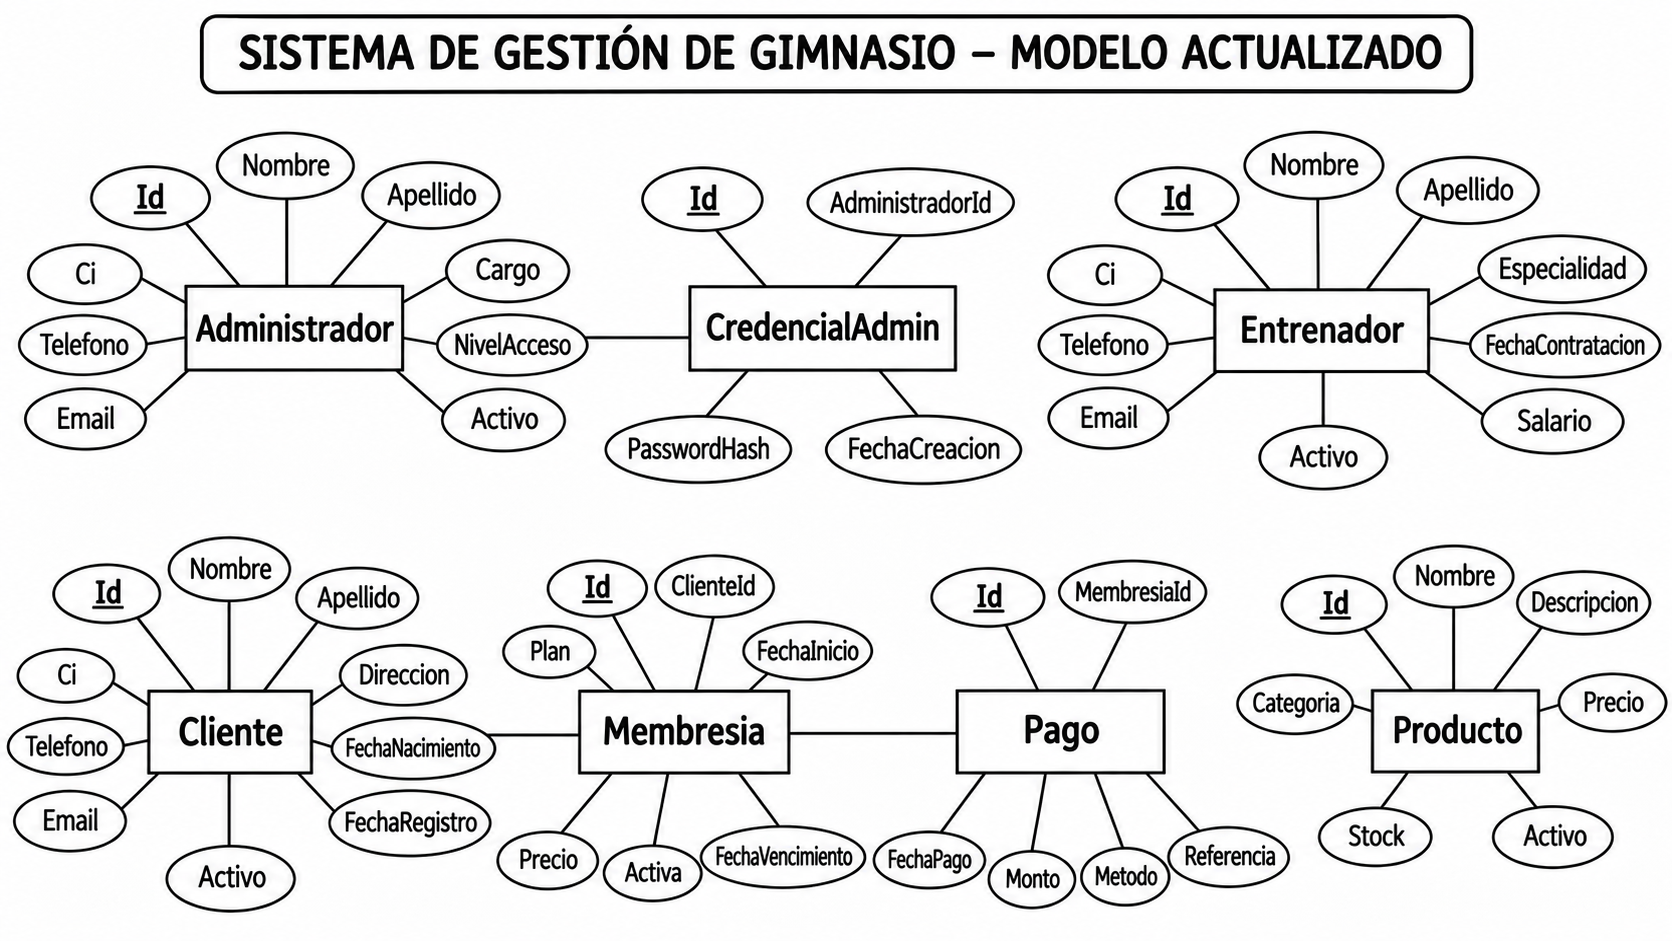 SISTEMA DE GESTIÓN DE GIMNASIO – MODELO ACTUALIZADO
Id
Nombre
Apellido
Ci
Cargo
Telefono
NivelAcceso
Email
Activo
Administrador
Id
AdministradorId
CredencialAdmin
PasswordHash
FechaCreacion
Id
Nombre
Apellido
Ci
Especialidad
Telefono
FechaContratacion
Email
Salario
Activo
Entrenador
Id
Nombre
Apellido
Ci
Direccion
Telefono
FechaNacimiento
Email
FechaRegistro
Activo
Cliente
Id
ClienteId
Plan
FechaInicio
Membresia
Precio
Activa
FechaVencimiento
Id
MembresiaId
Pago
FechaPago
Monto
Metodo
Referencia
Id
Nombre
Descripcion
Categoria
Precio
Producto
Stock
Activo